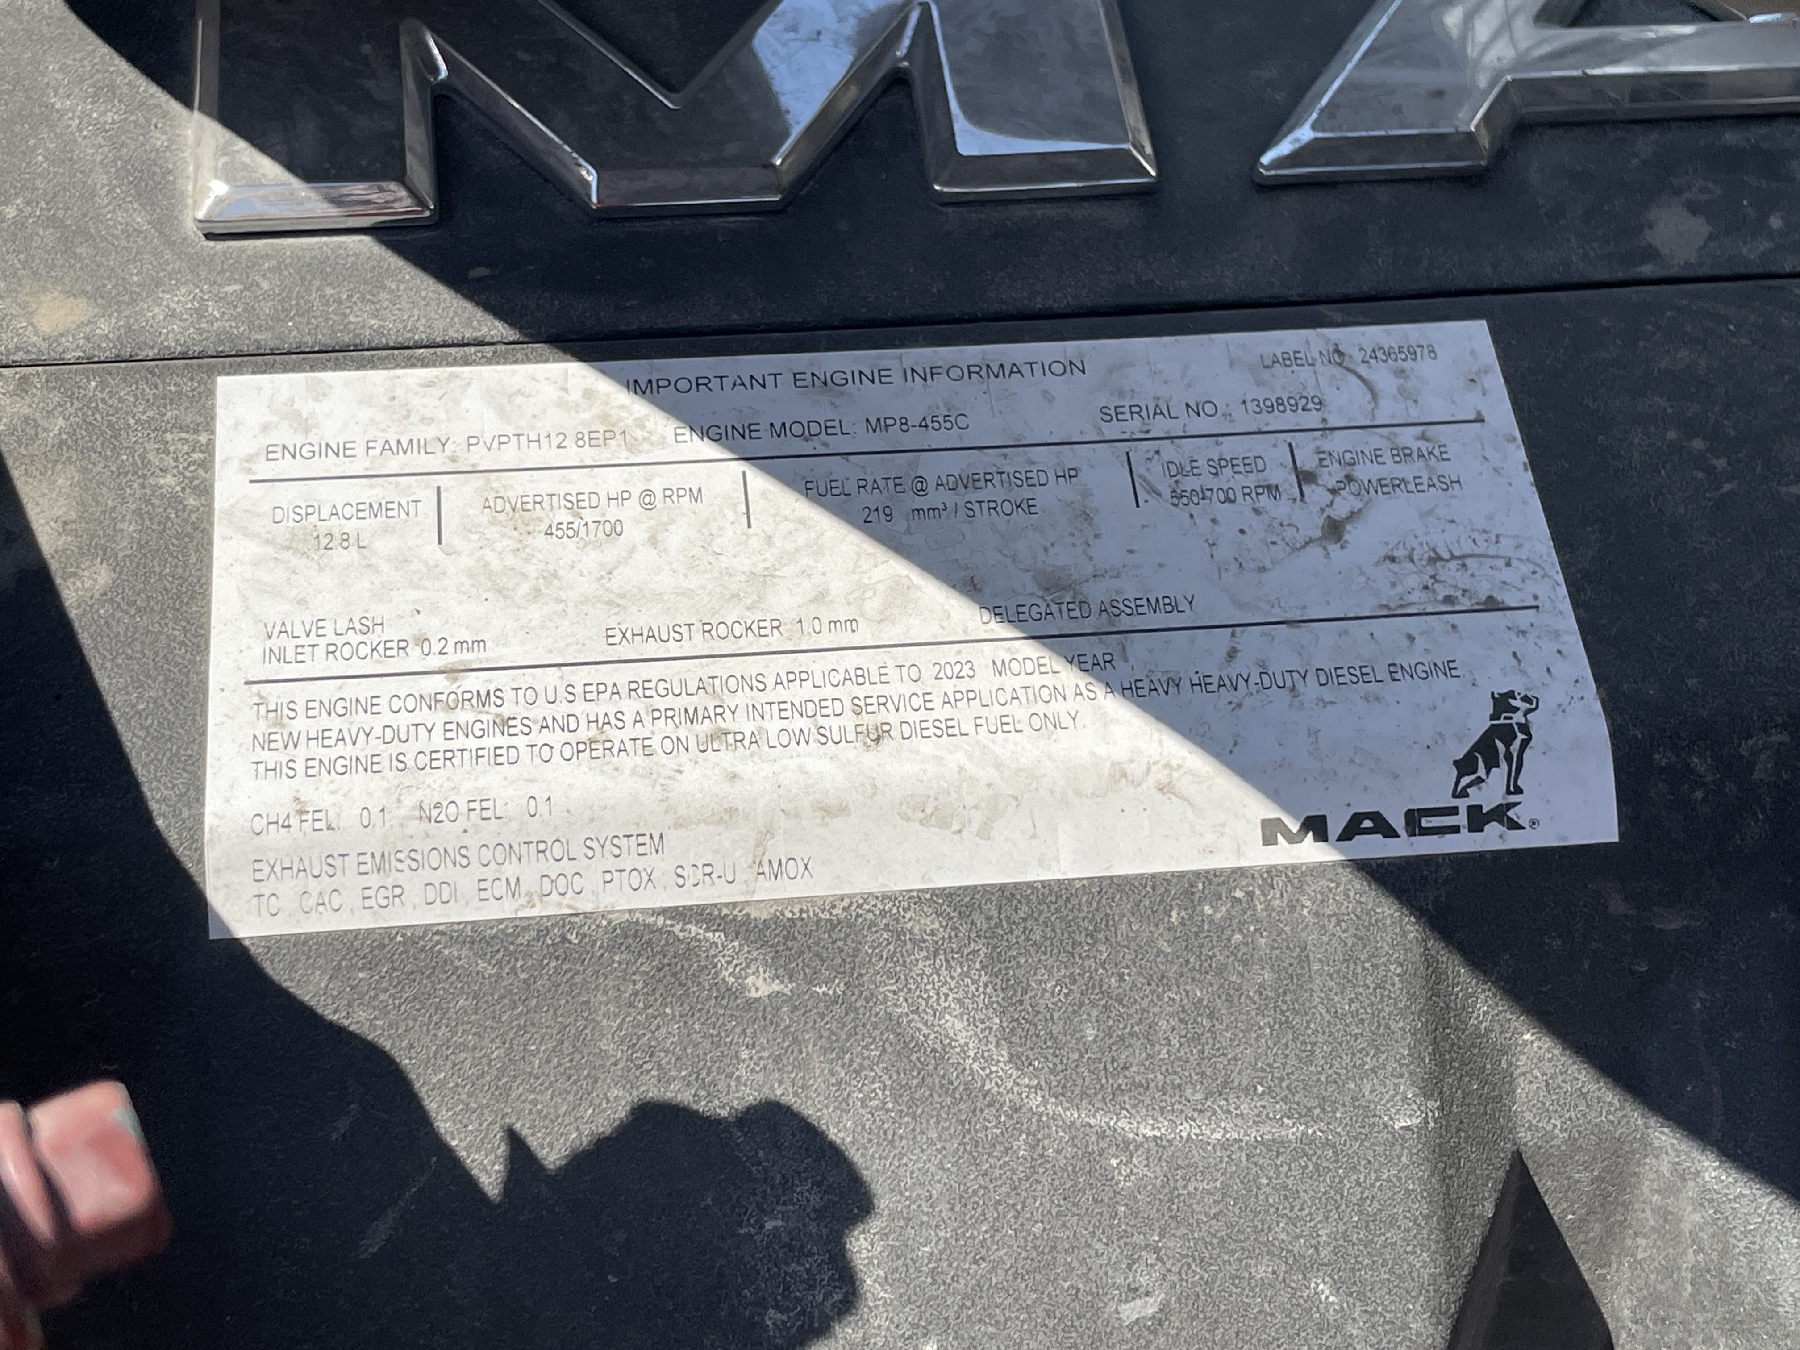 MA
IMPORTANT ENGINE INFORMATION
LABEL NO 24365978
ENGINE FAMILY: PVPTH12.8EP1 ENGINE MODEL: MP8-455C SERIAL NO.: 1398929
DISPLACEMENT
12.8 L
ADVERTISED HP @ RPM
455/1700
FUEL RATE @ ADVERTISED HP
219 mm³ / STROKE
IDLE SPEED
550-700 RPM
ENGINE BRAKE
POWERLEASH
VALVE LASH
INLET ROCKER 0.2 mm EXHAUST ROCKER 1.0 mm DELEGATED ASSEMBLY
THIS ENGINE CONFORMS TO U.S EPA REGULATIONS APPLICABLE TO 2023 MODEL YEAR
NEW HEAVY-DUTY ENGINES AND HAS A PRIMARY INTENDED SERVICE APPLICATION AS A HEAVY HEAVY-DUTY DIESEL ENGINE
THIS ENGINE IS CERTIFIED TO OPERATE ON ULTRA LOW SULFUR DIESEL FUEL ONLY.
CH4 FEL: 0.1 N2O FEL: 0.1
EXHAUST EMISSIONS CONTROL SYSTEM
TC , CAC , EGR , DDI , ECM , DOC , PTOX , SCR-U , AMOX
MACK®